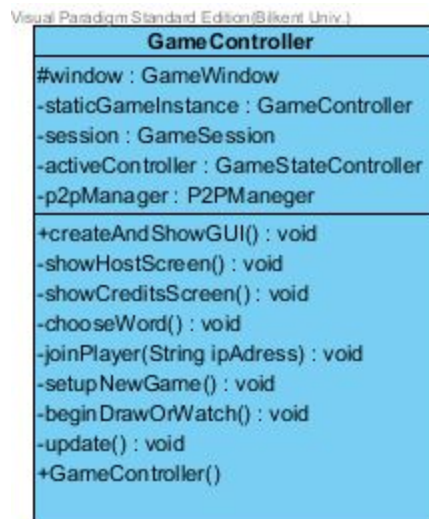 Visual Paradigm Standard Edition(Bilkent Univ.)
GameController
#window : GameWindow
-staticGameInstance : GameController
-session : GameSession
-activeController : GameStateController
-p2pManager : P2PManeger
+createAndShowGUI() : void
-showHostScreen() : void
-showCreditsScreen() : void
-chooseWord() : void
-joinPlayer(String ipAdress) : void
-setupNewGame() : void
-beginDrawOrWatch() : void
-update() : void
+GameController()